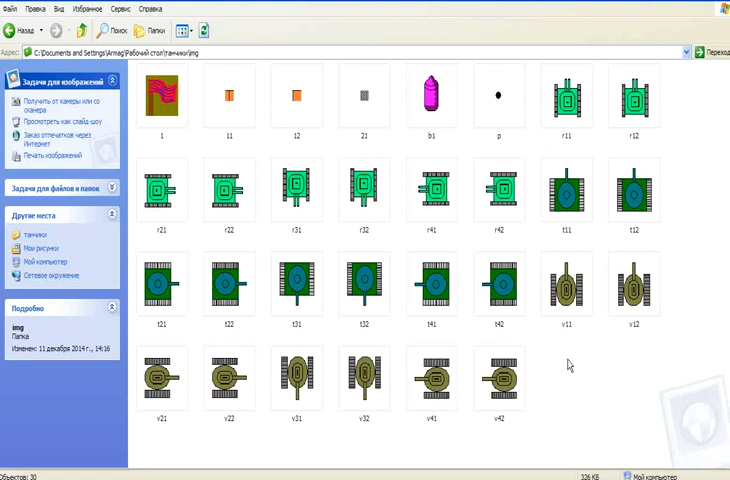 Файл Правка Вид Избранное Сервис Справка
Назад Поиск Папки
Адрес: C:\Documents and Settings\Armag\Рабочий стол\танчики\img Переход
Задачи для изображений
Получить от камеры или со
сканера
Просмотреть как слайд-шоу
Заказ отпечатков через
Интернет
Печать изображений
Задачи для файлов и папок
Другие места
танчики
Мои рисунки
Мой компьютер
Сетевое окружение
Подробно
img
Папка
Изменен: 11 декабря 2014 г., 14:16
1 11 12 21 b1 p r11 r12
r21 r22 r31 r32 r41 r42 t11 t12
t21 t22 t31 t32 t41 t42 v11 v12
v21 v22 v31 v32 v41 v42
Объектов: 30 326 КБ Мой компьютер